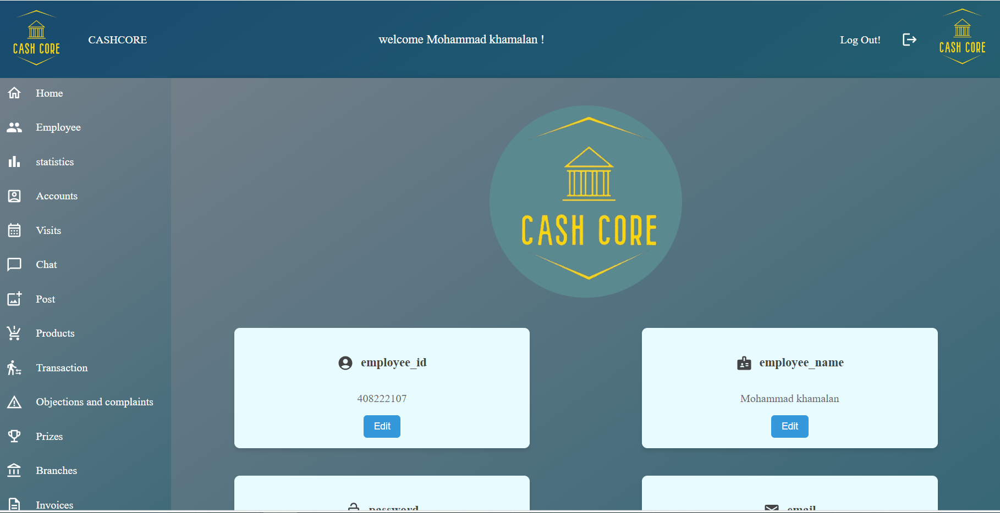 CASH CORE
CASHCORE
welcome Mohammad khamalan !
Log Out!
CASH CORE
Home
Employee
statistics
Accounts
Visits
Chat
Post
Products
Transaction
Objections and complaints
Prizes
Branches
Invoices
CASH CORE
employee_id
408222107
Edit
employee_name
Mohammad khamalan
Edit
password
email